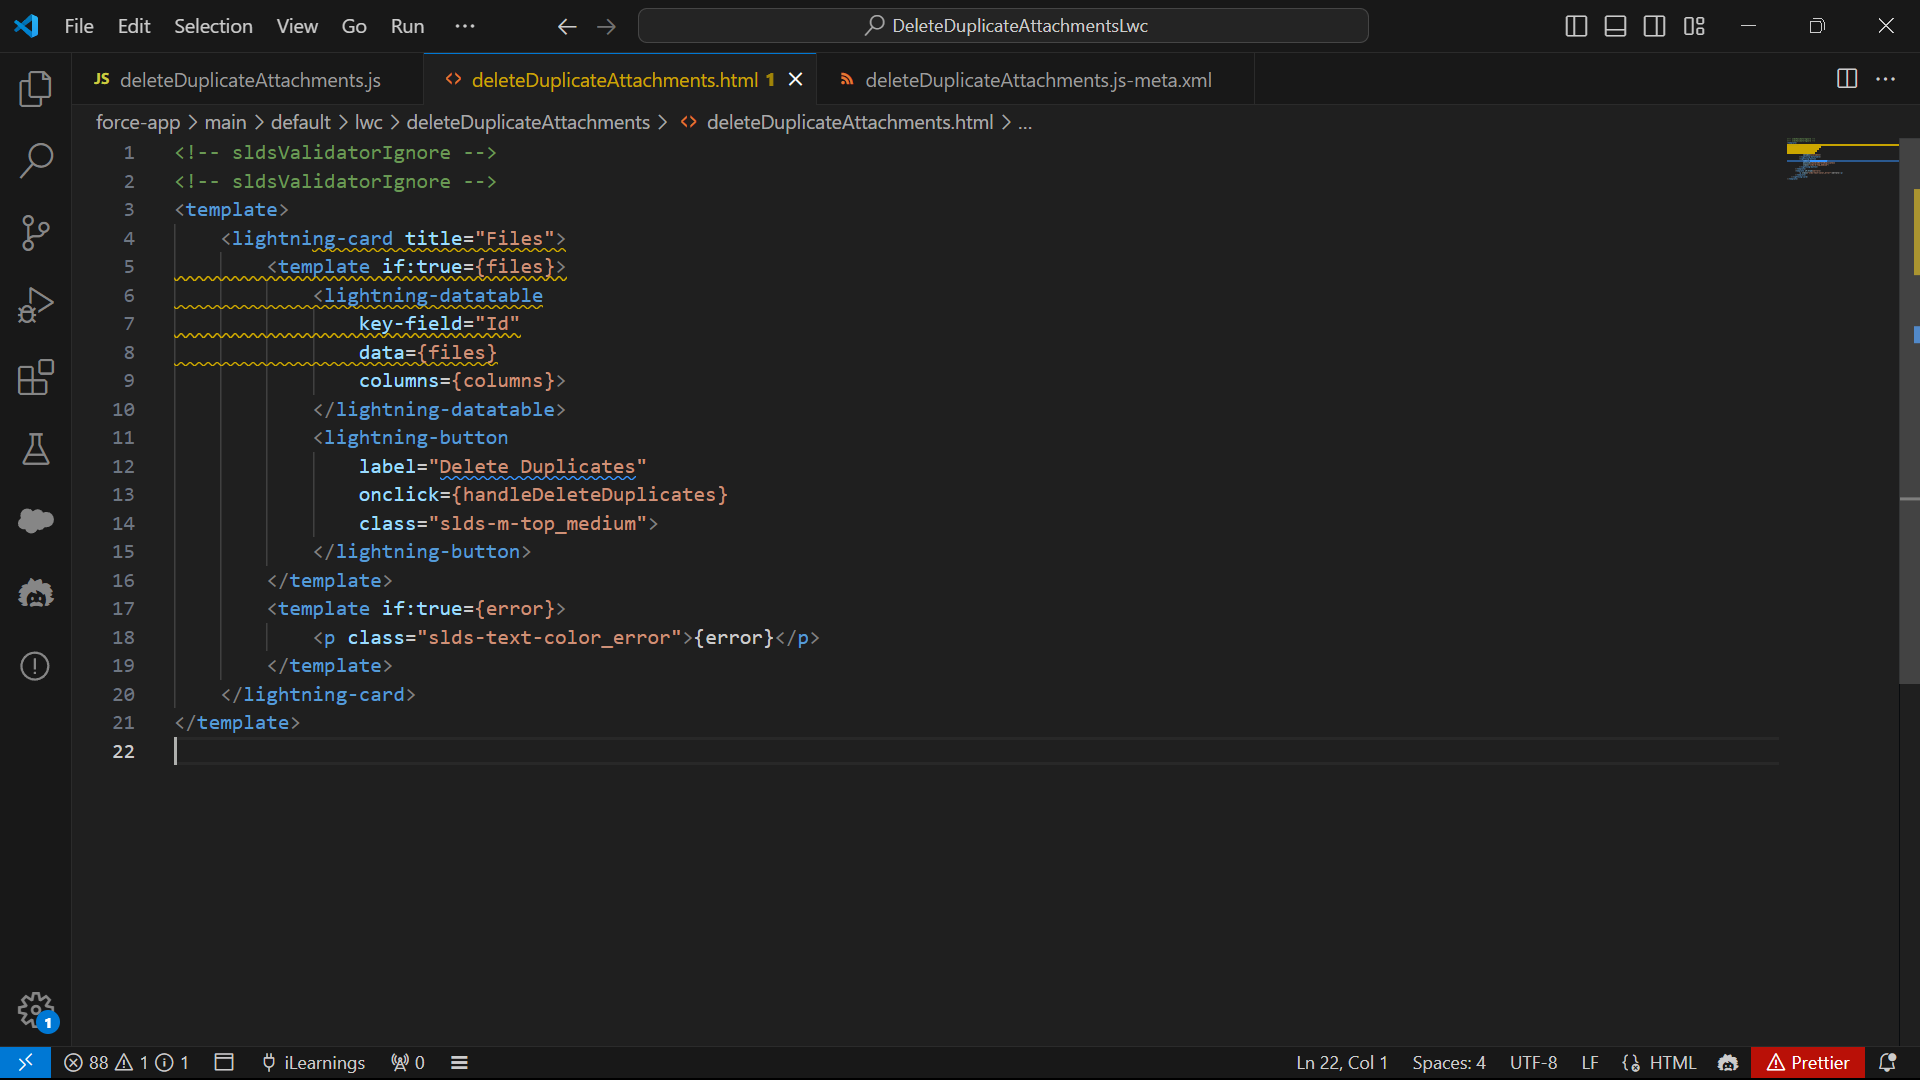 File Edit Selection View Go Run ... DeleteDuplicateAttachmentsLwc
JS deleteDuplicateAttachments.js <> deleteDuplicateAttachments.html 1 deleteDuplicateAttachments.js-meta.xml ...
force-app > main > default > lwc > deleteDuplicateAttachments > <> deleteDuplicateAttachments.html > ...
1 <!-- sldsValidatorIgnore -->
2 <!-- sldsValidatorIgnore -->
3 <template>
4 <lightning-card title="Files">
5 <template if:true={files}>
6 <lightning-datatable
7 key-field="Id"
8 data={files}
9 columns={columns}>
10 </lightning-datatable>
11 <lightning-button
12 label="Delete Duplicates"
13 onclick={handleDeleteDuplicates}
14 class="slds-m-top_medium">
15 </lightning-button>
16 </template>
17 <template if:true={error}>
18 <p class="slds-text-color_error">{error}</p>
19 </template>
20 </lightning-card>
21 </template>
22
1
88 1 1 iLearnings 0 Ln 22, Col 1 Spaces: 4 UTF-8 LF HTML Prettier